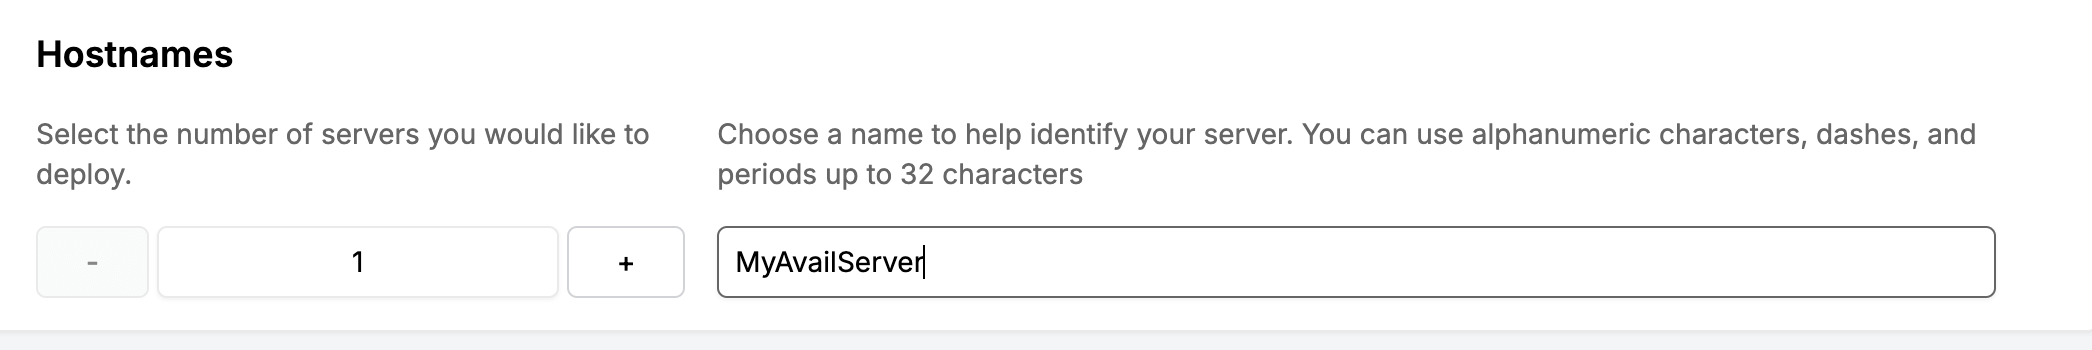 Hostnames
Select the number of servers you would like to
deploy.
Choose a name to help identify your server. You can use alphanumeric characters, dashes, and
periods up to 32 characters
- 1 +
MyAvailServer